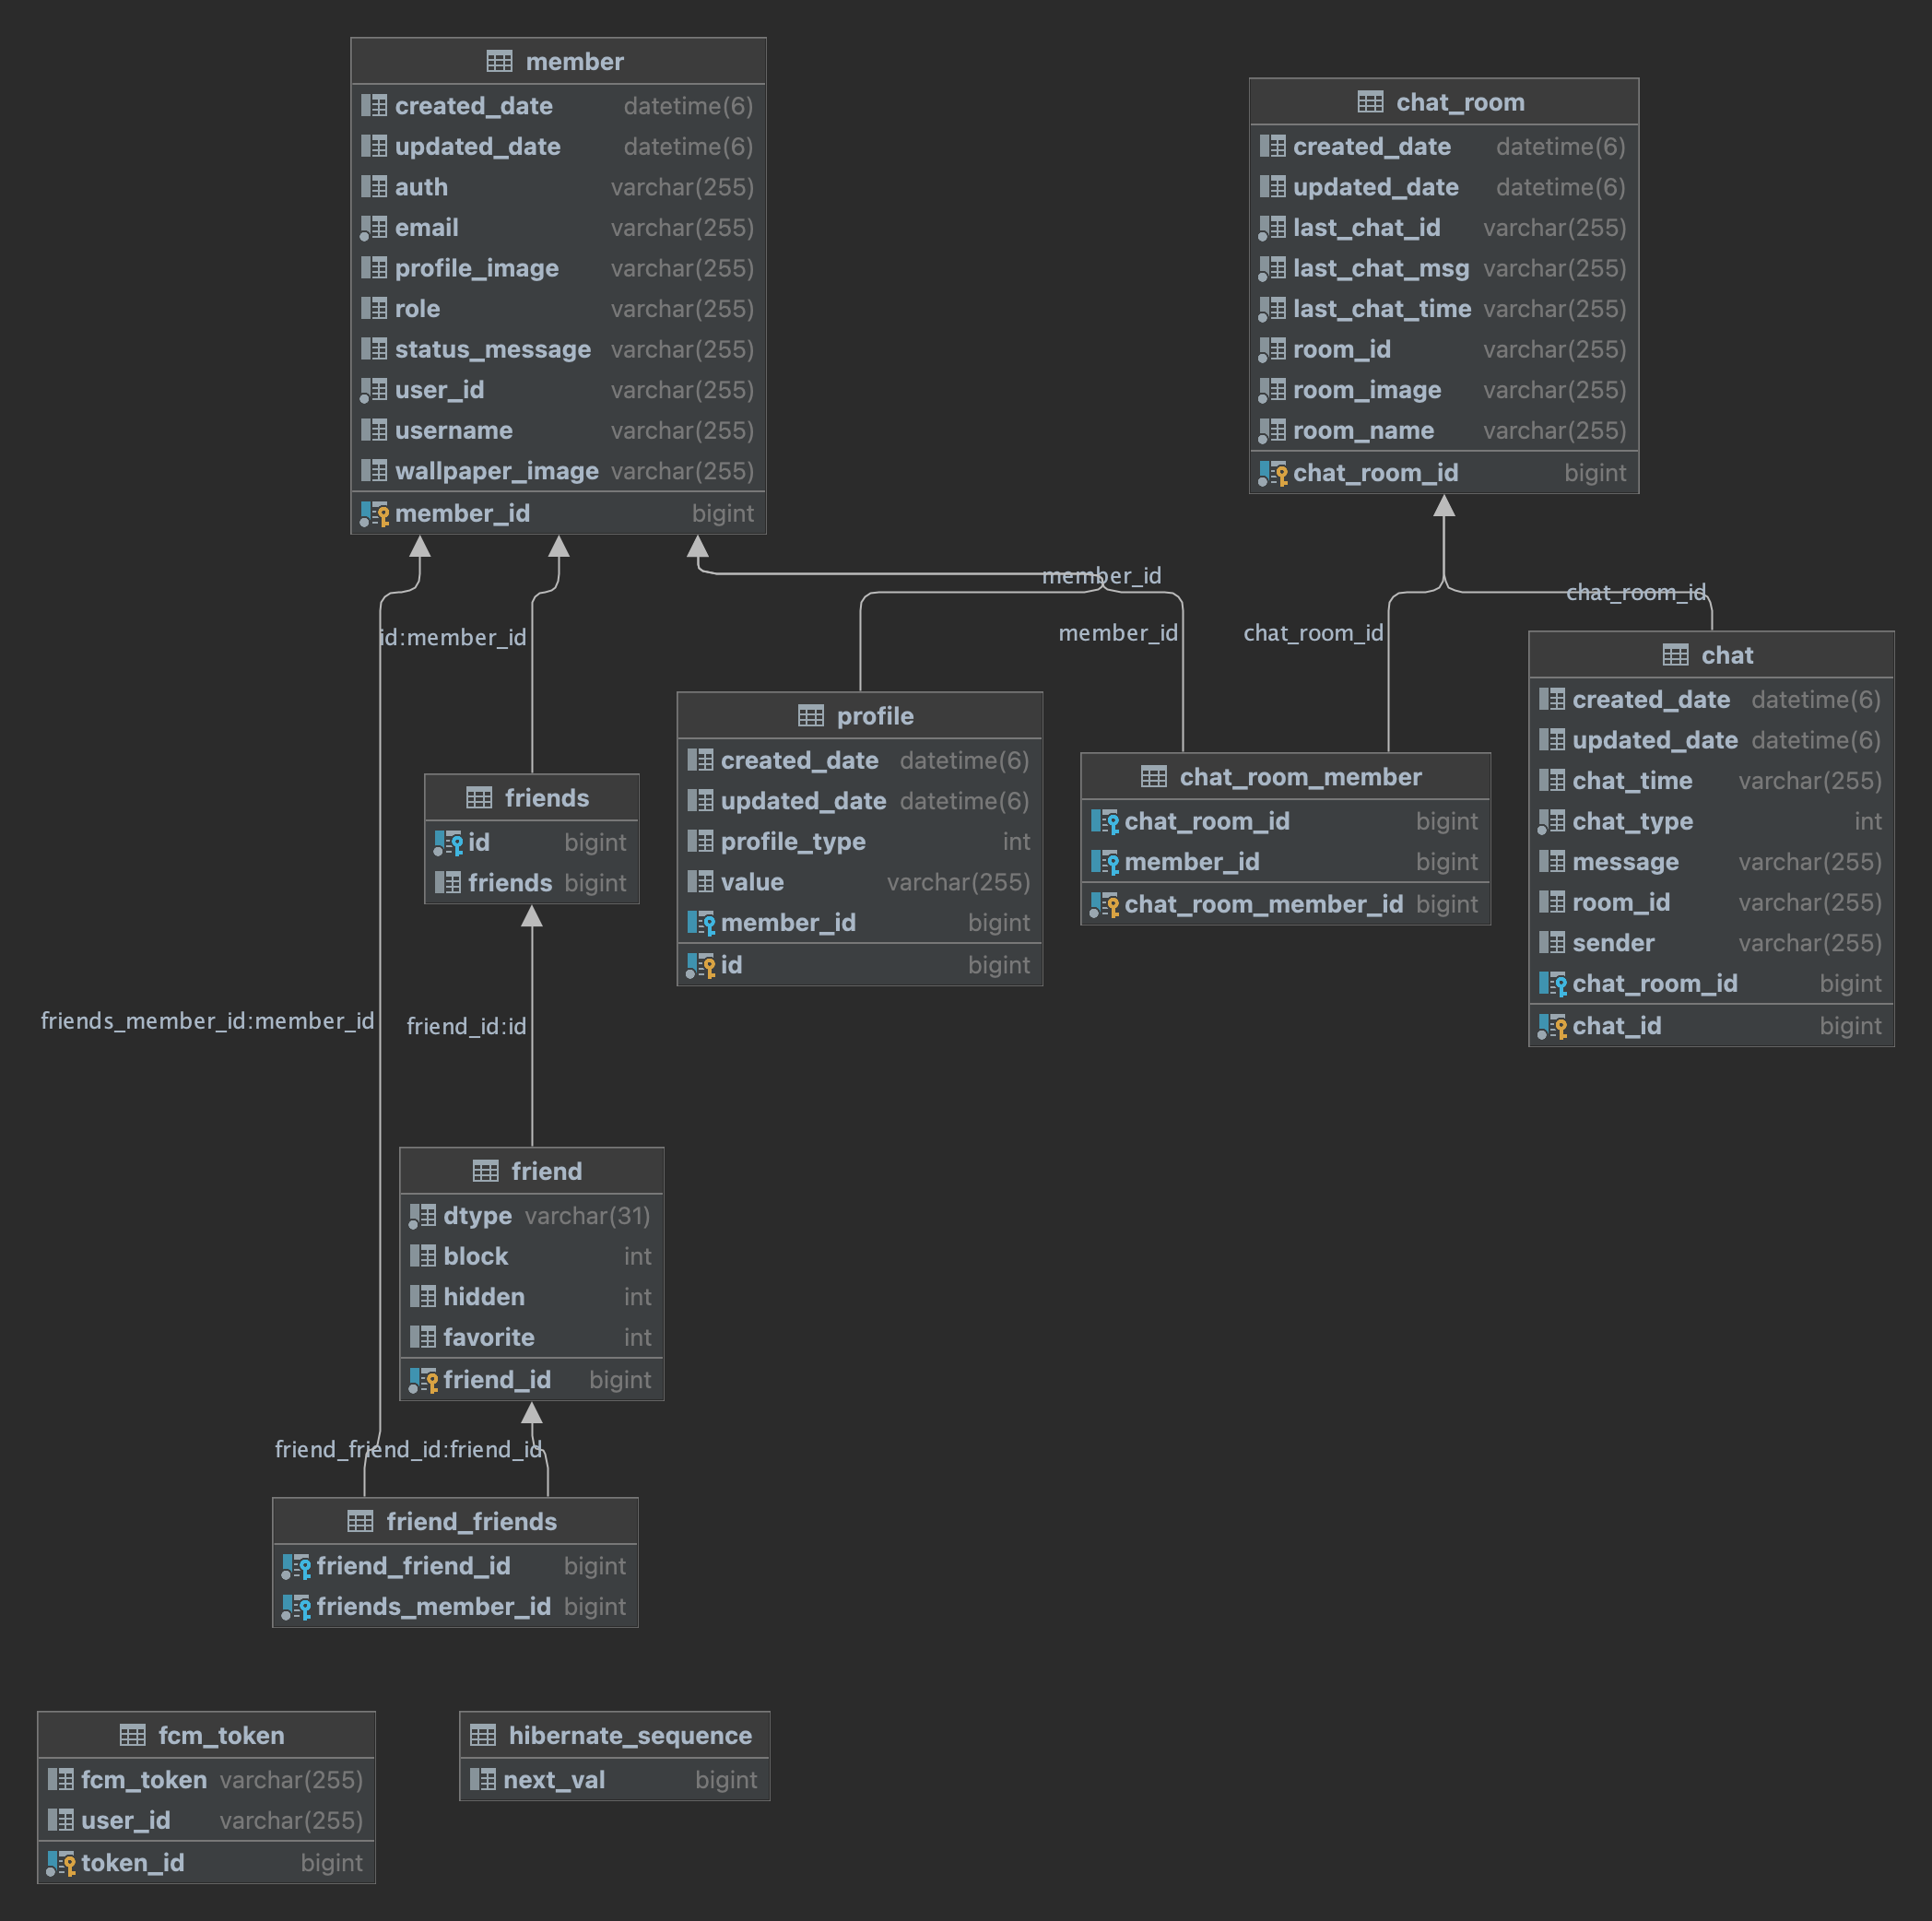 member
created_date datetime(6)
updated_date datetime(6)
auth varchar(255)
email varchar(255)
profile_image varchar(255)
role varchar(255)
status_message varchar(255)
user_id varchar(255)
username varchar(255)
wallpaper_image varchar(255)
member_id bigint
chat_room
created_date datetime(6)
updated_date datetime(6)
last_chat_id varchar(255)
last_chat_msg varchar(255)
last_chat_time varchar(255)
room_id varchar(255)
room_image varchar(255)
room_name varchar(255)
chat_room_id bigint
member_id
chat_room_id
id:member_id
member_id
chat_room_id
chat
created_date datetime(6)
updated_date datetime(6)
chat_time varchar(255)
chat_type int
message varchar(255)
room_id varchar(255)
sender varchar(255)
chat_room_id bigint
chat_id bigint
profile
created_date datetime(6)
updated_date datetime(6)
profile_type int
value varchar(255)
member_id bigint
id bigint
chat_room_member
chat_room_id bigint
member_id bigint
chat_room_member_id bigint
friends
id bigint
friends bigint
friends_member_id:member_id
friend_id:id
friend
dtype varchar(31)
block int
hidden int
favorite int
friend_id bigint
friend_friend_id:friend_id
friend_friends
friend_friend_id bigint
friends_member_id bigint
fcm_token
fcm_token varchar(255)
user_id varchar(255)
token_id bigint
hibernate_sequence
next_val bigint